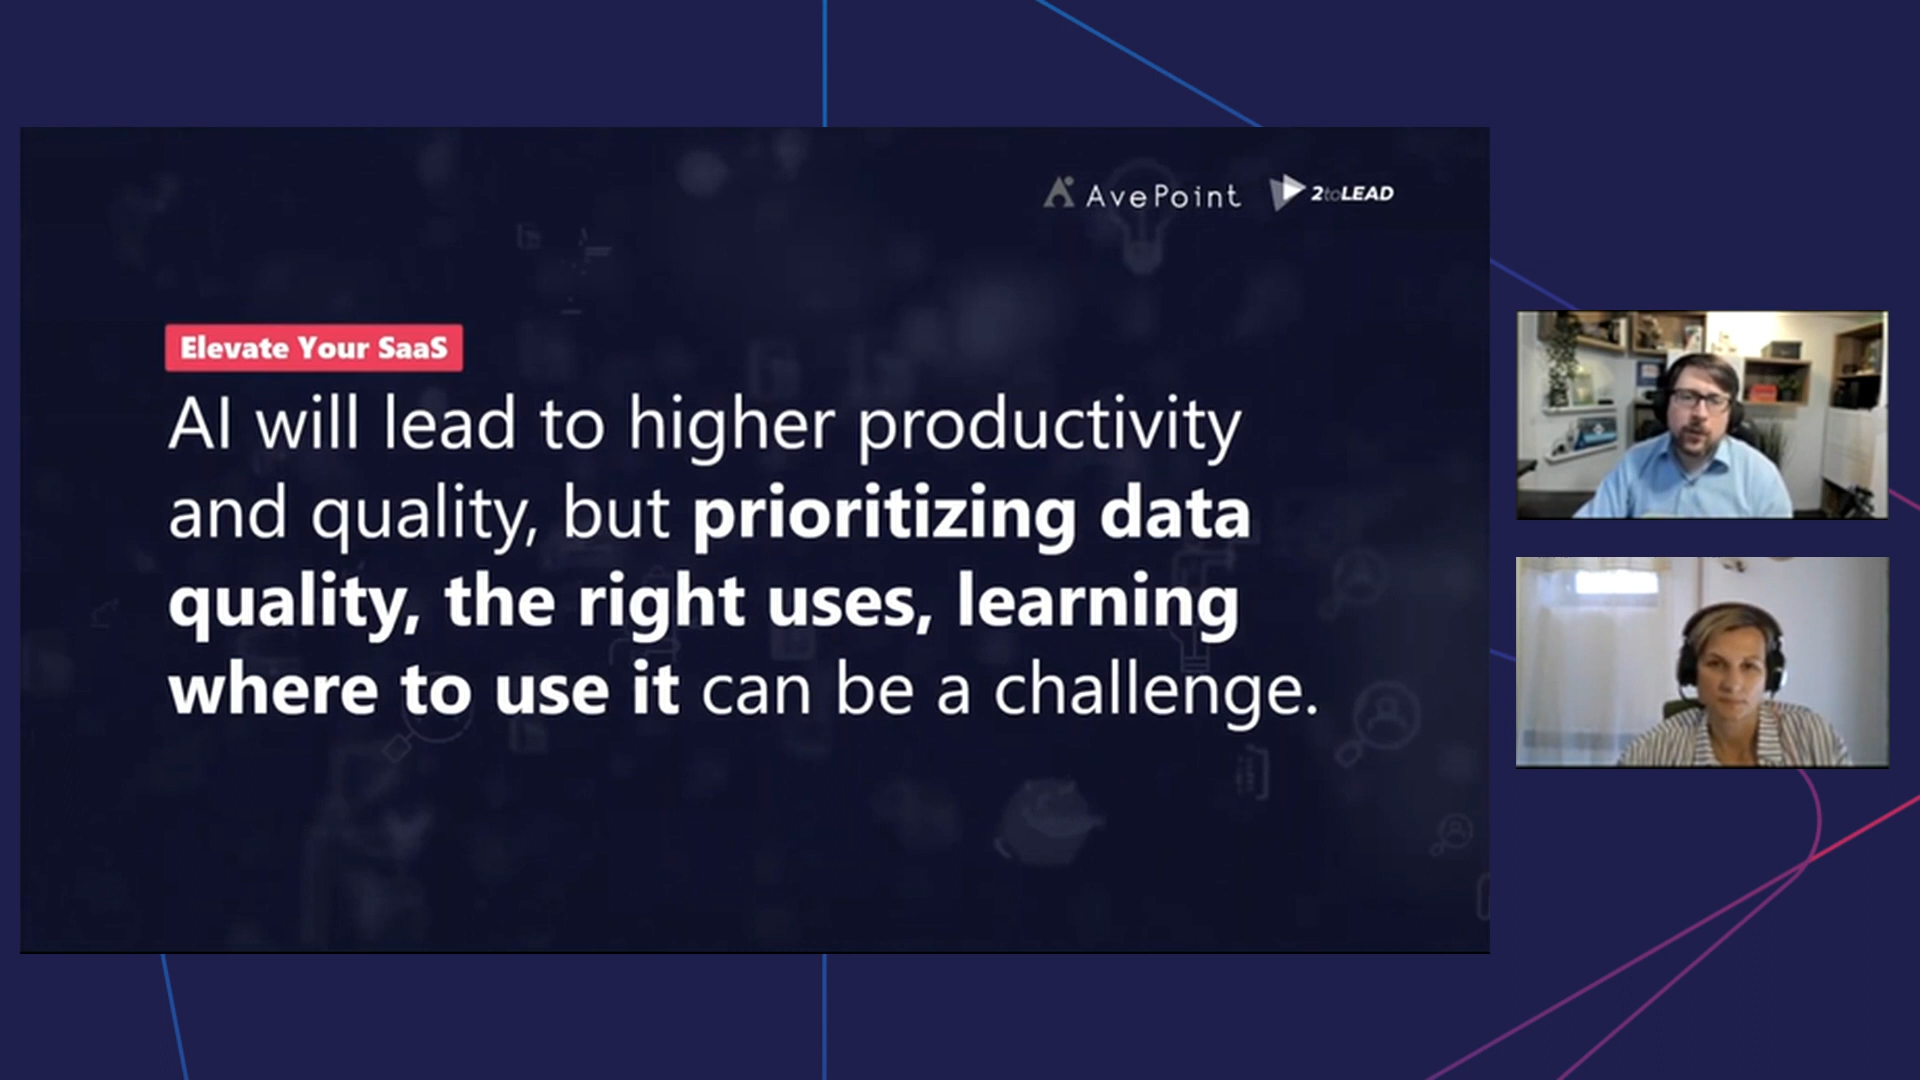 AvePoint
2toLEAD
Elevate Your SaaS
AI will lead to higher productivity
and quality, but prioritizing data
quality, the right uses, learning
where to use it can be a challenge.